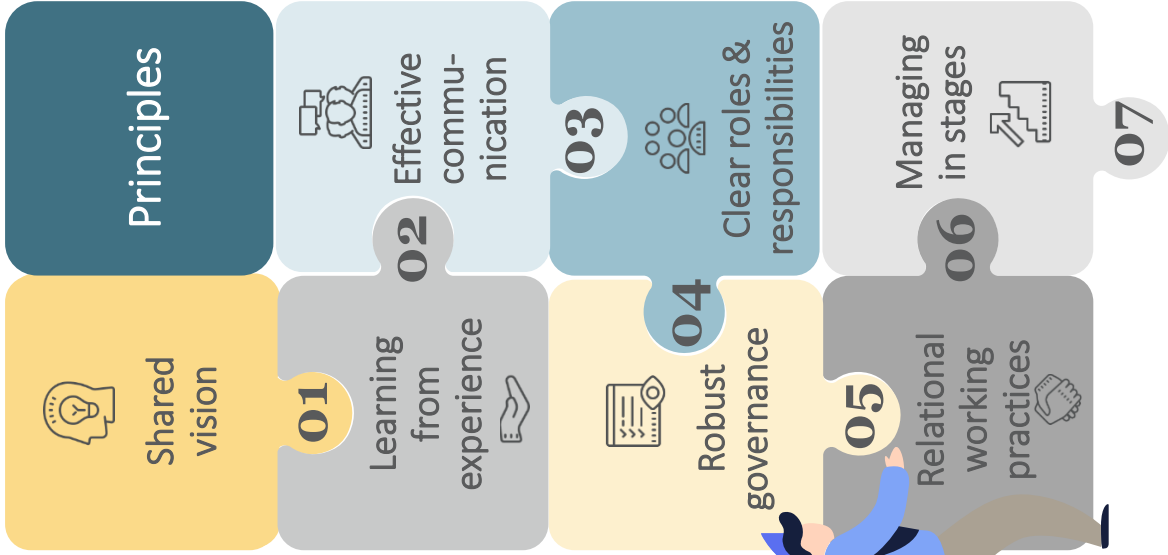 Principles
Shared
vision
01
Learning
from
experience
02
Effective
commu-
nication
03
Clear roles &
responsibilities
04
Robust
governance
05
Relational
working
practices
06
Managing
in stages
07